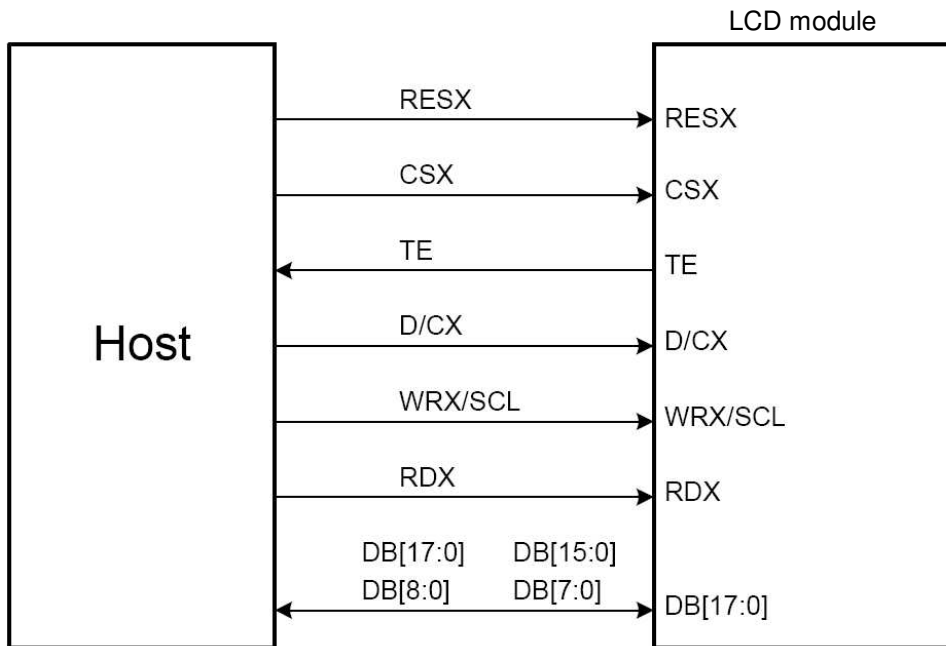 LCD module
RESX
RESX
CSX
CSX
TE
TE
Host
D/CX
D/CX
WRX/SCL
WRX/SCL
RDX
RDX
DB[17:0] DB[15:0]
DB[8:0] DB[7:0]
DB[17:0]